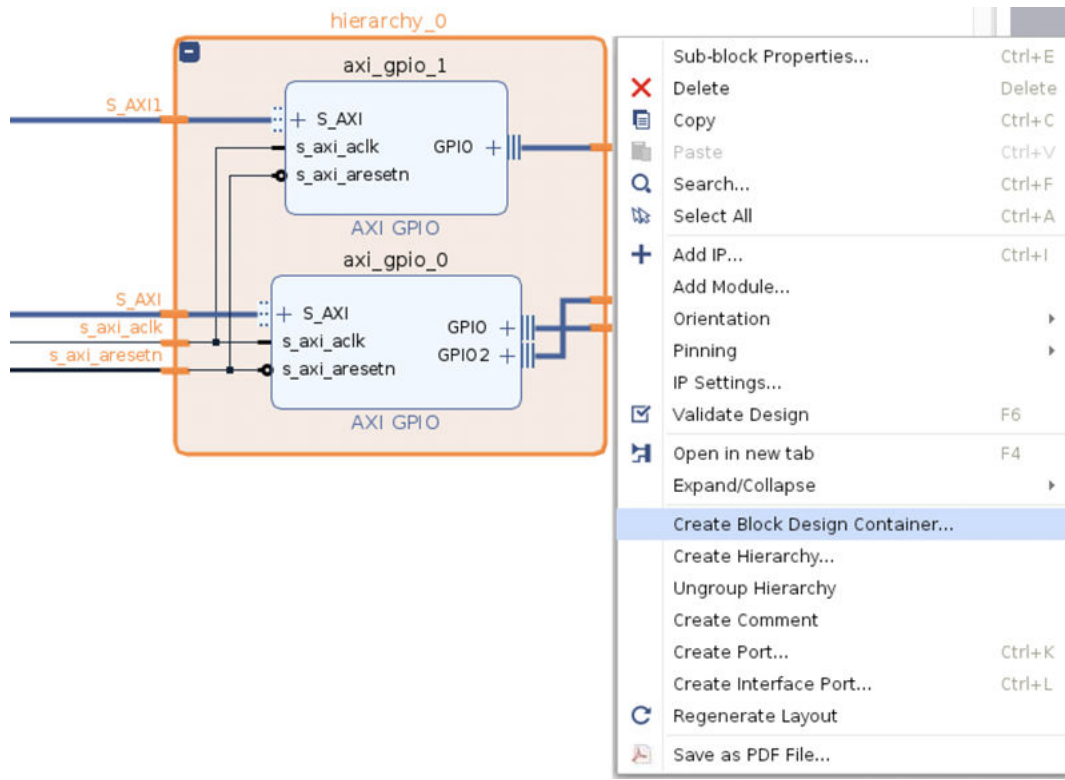 hierarchy_0
axi_gpio_1
S_AXI1
S_AXI
s_axi_aclk
GPIO
s_axi_aresetn
AXI GPIO
axi_gpio_0
S_AXI
S_AXI
s_axi_aclk
GPIO
s_axi_aclk
GPIO2
s_axi_aresetn
s_axi_aresetn
AXI GPIO
Sub-block Properties... Ctrl+E
Delete Delete
Copy Ctrl+C
Paste Ctrl+V
Search... Ctrl+F
Select All Ctrl+A
Add IP... Ctrl+I
Add Module...
Orientation
Pinning
IP Settings...
Validate Design F6
Open in new tab F4
Expand/Collapse
Create Block Design Container...
Create Hierarchy...
Ungroup Hierarchy
Create Comment
Create Port... Ctrl+K
Create Interface Port... Ctrl+L
Regenerate Layout
Save as PDF File...